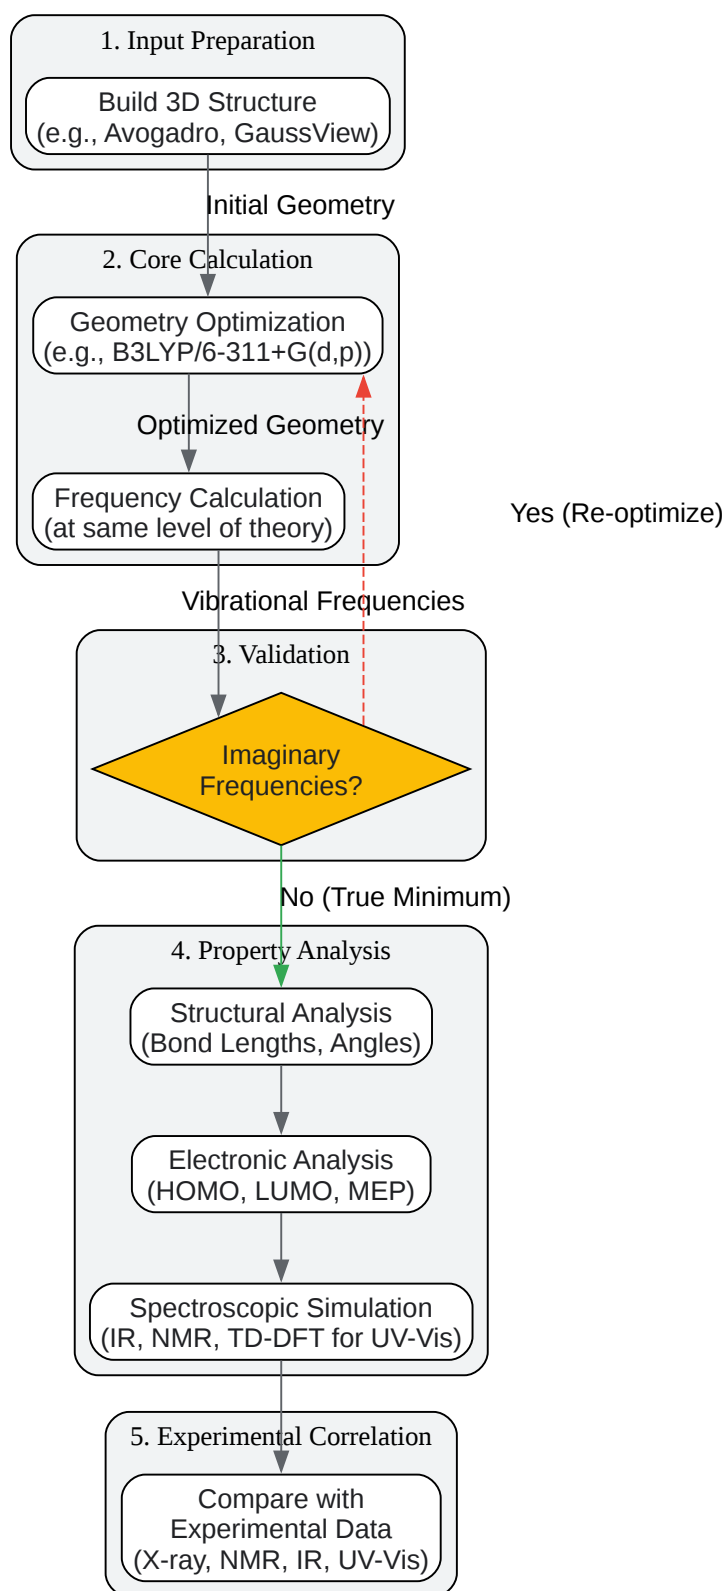 1. Input Preparation
Build 3D Structure
(e.g., Avogadro, GaussView)
Initial Geometry
2. Core Calculation
Geometry Optimization
(e.g., B3LYP/6-311+G(d,p))
Optimized Geometry
Frequency Calculation
(at same level of theory)
Yes (Re-optimize)
Vibrational Frequencies
3. Validation
Imaginary
Frequencies?
No (True Minimum)
4. Property Analysis
Structural Analysis
(Bond Lengths, Angles)
Electronic Analysis
(HOMO, LUMO, MEP)
Spectroscopic Simulation
(IR, NMR, TD-DFT for UV-Vis)
5. Experimental Correlation
Compare with
Experimental Data
(X-ray, NMR, IR, UV-Vis)